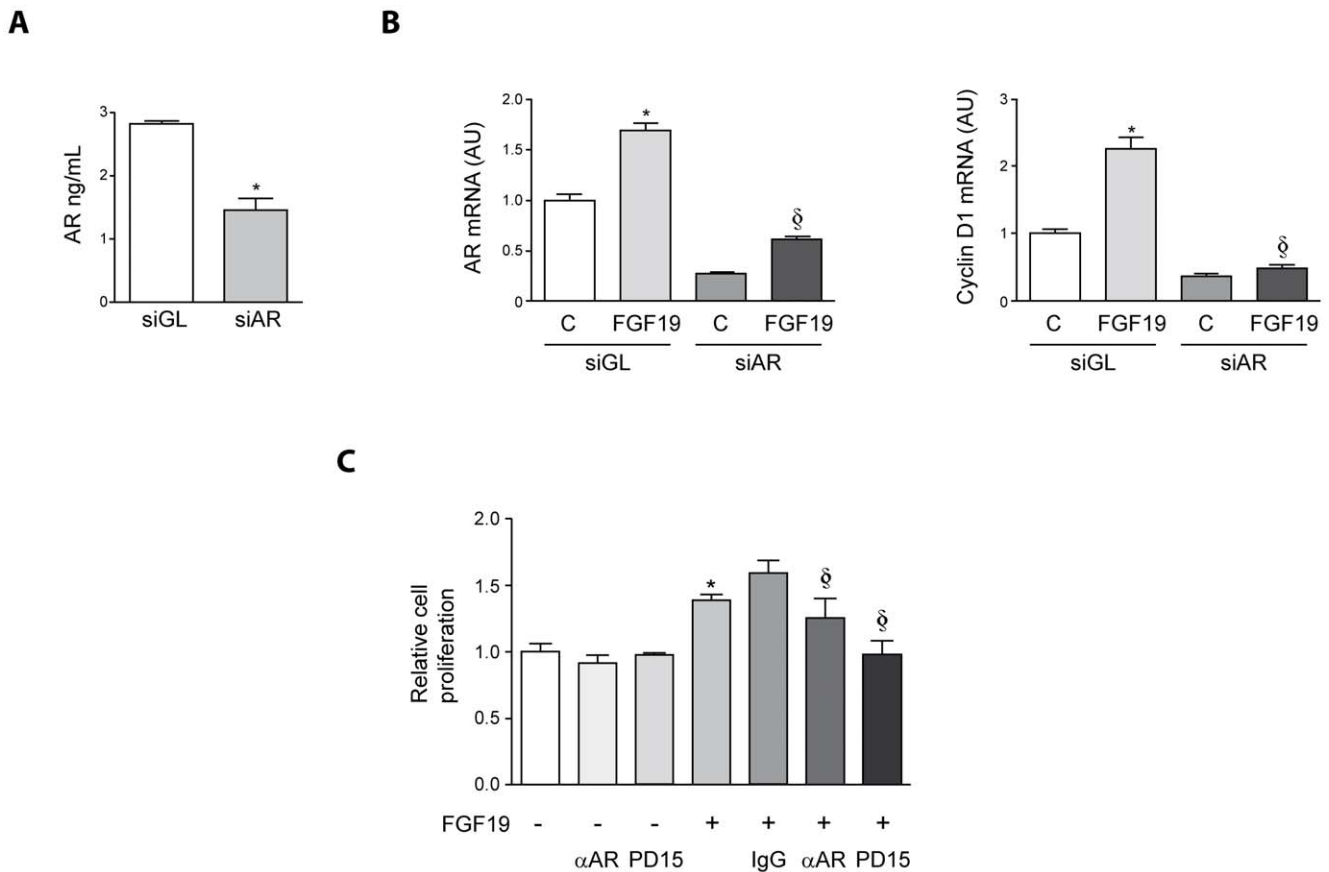 A
B
AR ng/mL
3
2
1
0
*
siGL siAR
AR mRNA (AU)
2.0
1.5
1.0
0.5
0
*
§
C FGF19 C FGF19
siGL siAR
Cyclin D1 mRNA (AU)
3
2
1
0
*
§
C FGF19 C FGF19
siGL siAR
C
Relative cell
proliferation
2.0
1.5
1.0
0.5
0.0
*
§
§
FGF19 - - - + + + +
αAR PD15 IgG αAR PD15